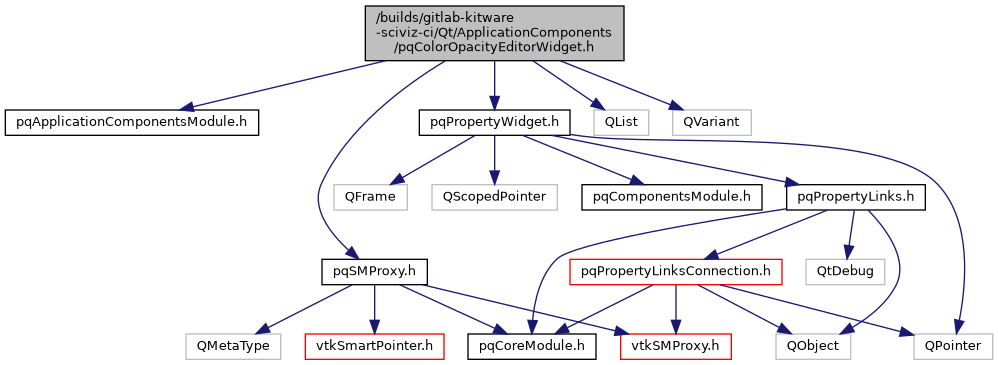 /builds/gitlab-kitware
-sciviz-ci/Qt/ApplicationComponents
/pqColorOpacityEditorWidget.h
pqApplicationComponentsModule.h
pqPropertyWidget.h
QList
QVariant
QFrame
QScopedPointer
pqComponentsModule.h
pqPropertyLinks.h
pqSMProxy.h
pqPropertyLinksConnection.h
QtDebug
QMetaType
vtkSmartPointer.h
pqCoreModule.h
vtkSMProxy.h
QObject
QPointer